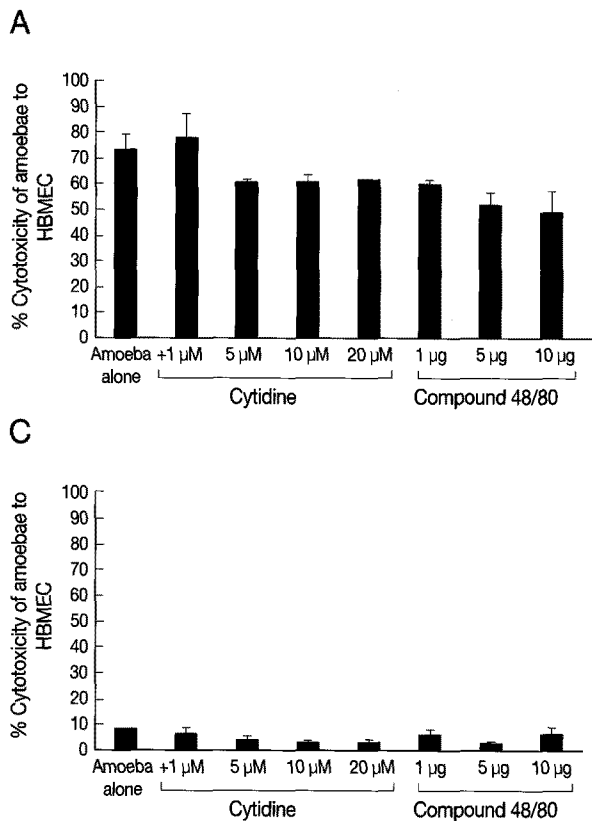 A
% Cytotoxicity of amoebae to
HBMEC
100
90
80
70
60
50
40
30
20
10
0
Amoeba
alone
+1 µM
5 µM
10 µM
20 µM
1 µg
5 µg
10 µg
Cytidine
Compound 48/80
C
% Cytotoxicity of amoebae to
HBMEC
100
90
80
70
60
50
40
30
20
10
0
Amoeba
alone
+1 µM
5 µM
10 µM
20 µM
1 µg
5 µg
10 µg
Cytidine
Compound 48/80